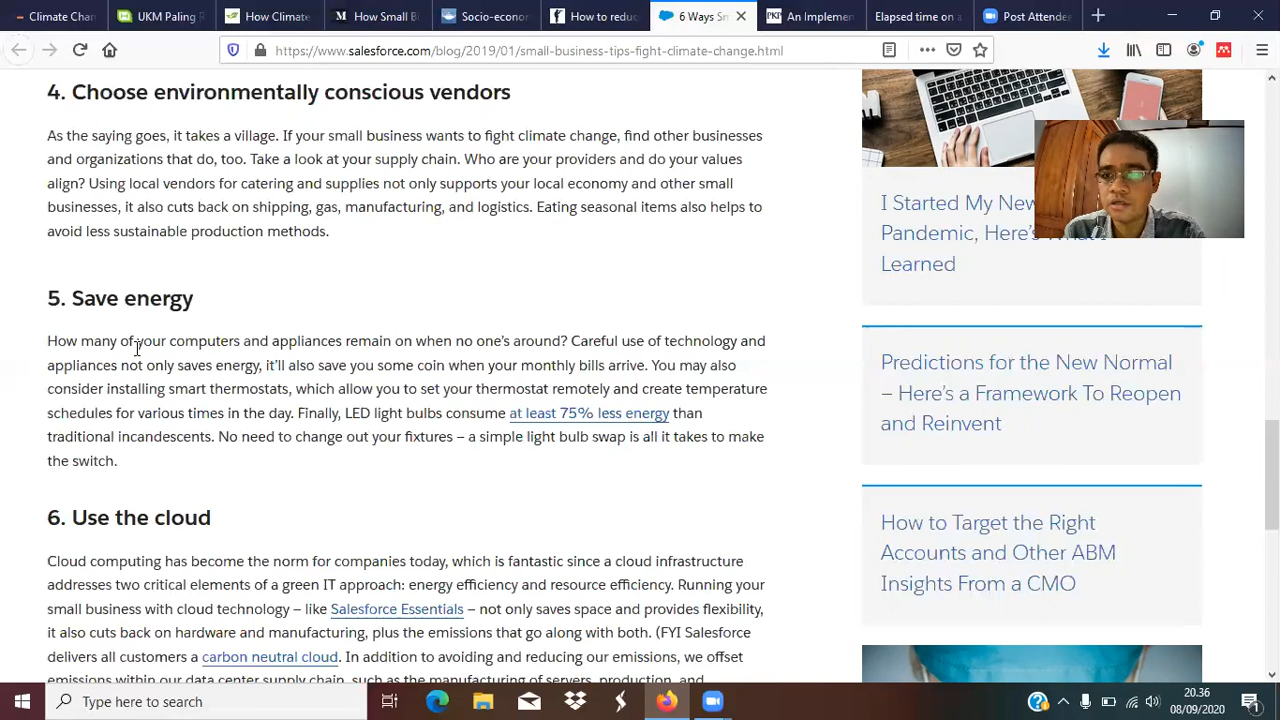 Climate Chan
UKM Paling R
How Climate
How Small B
Socio-econo
How to reduc
6 Ways Sm
An Implemen
Elapsed time on a
Post Attende
https://www.salesforce.com/blog/2019/01/small-business-tips-fight-climate-change.html
4. Choose environmentally conscious vendors
As the saying goes, it takes a village. If your small business wants to fight climate change, find other businesses
and organizations that do, too. Take a look at your supply chain. Who are your providers and do your values
align? Using local vendors for catering and supplies not only supports your local economy and other small
businesses, it also cuts back on shipping, gas, manufacturing, and logistics. Eating seasonal items also helps to
avoid less sustainable production methods.
5. Save energy
How many of your computers and appliances remain on when no one's around? Careful use of technology and
appliances not only saves energy, it'll also save you some coin when your monthly bills arrive. You may also
consider installing smart thermostats, which allow you to set your thermostat remotely and create temperature
schedules for various times in the day. Finally, LED light bulbs consume at least 75% less energy than
traditional incandescents. No need to change out your fixtures – a simple light bulb swap is all it takes to make
the switch.
6. Use the cloud
Cloud computing has become the norm for companies today, which is fantastic since a cloud infrastructure
addresses two critical elements of a green IT approach: energy efficiency and resource efficiency. Running your
small business with cloud technology – like Salesforce Essentials – not only saves space and provides flexibility,
it also cuts back on hardware and manufacturing, plus the emissions that go along with both. (FYI Salesforce
delivers all customers a carbon neutral cloud. In addition to avoiding and reducing our emissions, we offset
emissions within our data center supply chain, such as the manufacturing of servers, production, and
I Started My New
Pandemic, Here's What I
Learned
Predictions for the New Normal
– Here's a Framework To Reopen
and Reinvent
How to Target the Right
Accounts and Other ABM
Insights From a CMO
Type here to search
20.36
08/09/2020